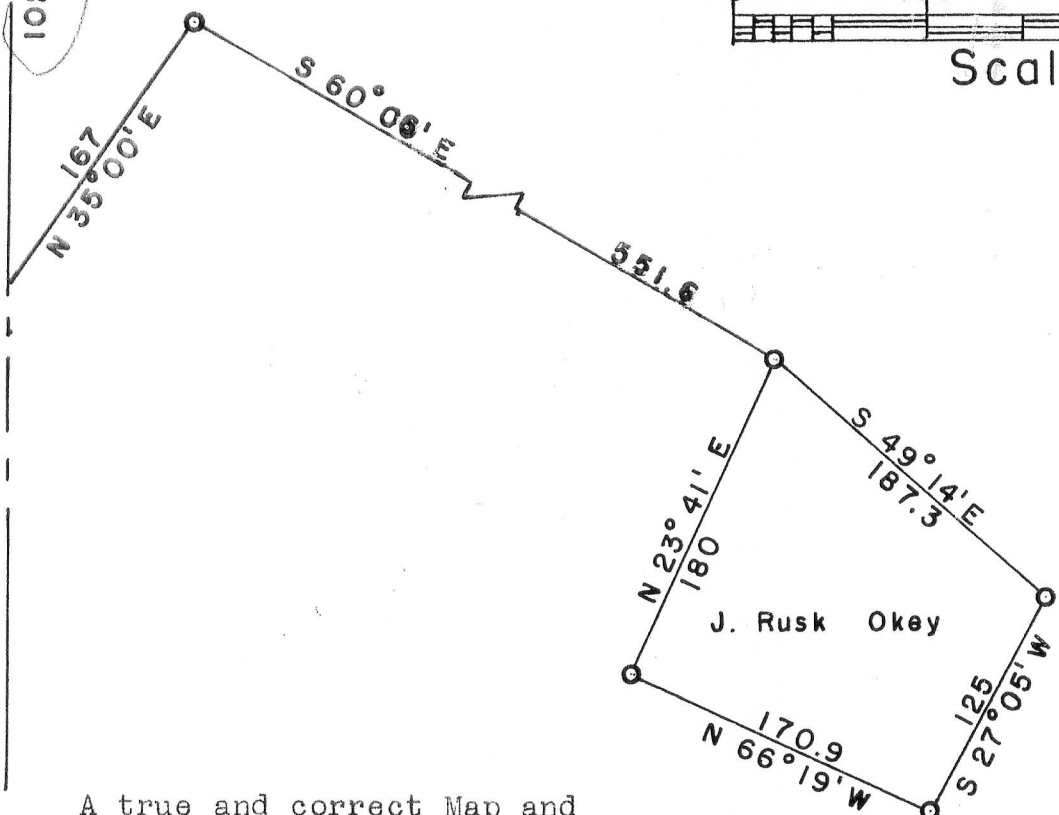 Scal
S 60° 06' E
167
N 35° 00' E
551.6
S 49° 14' E
187.3
N 23° 41' E
180
J. Rusk Okey
125
S 27° 05' W
170.9
N 66° 19' W
A true and correct Map and